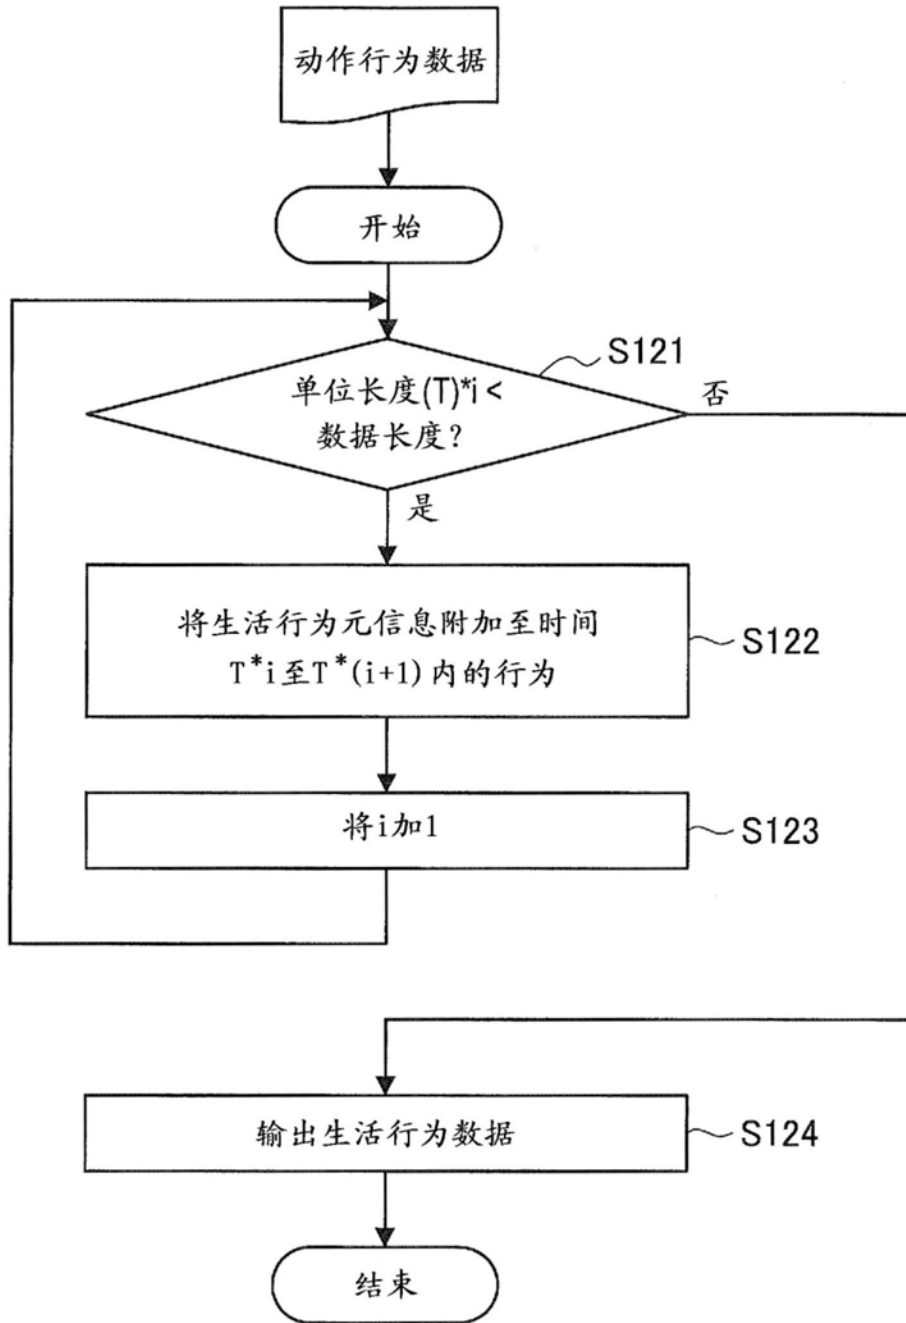 动作行为数据
开始
S121
单位长度(T)*i <
数据长度?
否
是
将生活行为元信息附加至时间
T*i至T*(i+1)内的行为
S122
将i加1
S123
输出生活行为数据
S124
结束